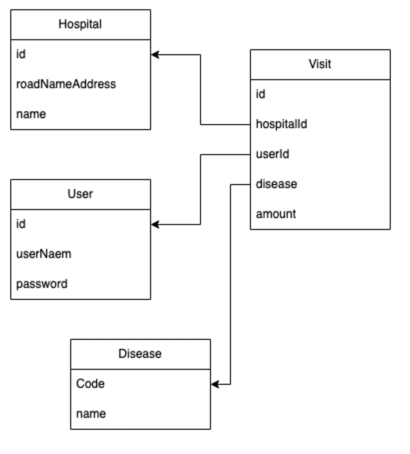 Hospital
id
roadNameAddress
name
Visit
id
hospitalId
userId
disease
amount
User
id
userNaem
password
Disease
Code
name